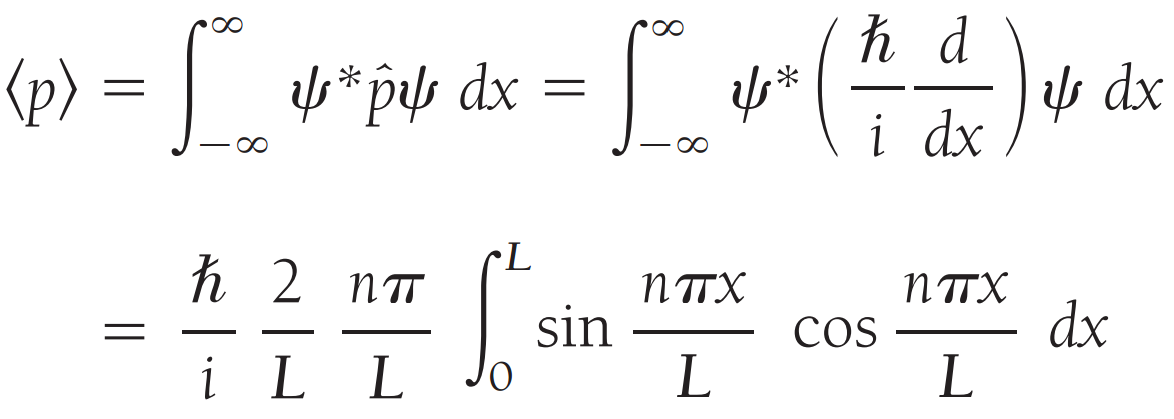 ⟨p⟩ = ∫_{−∞}^{∞} ψ* p̂ψ dx = ∫_{−∞}^{∞} ψ* (ℏ/i d/dx) ψ dx
= ℏ/i 2/L nπ/L ∫_0^L sin nπx/L cos nπx/L dx